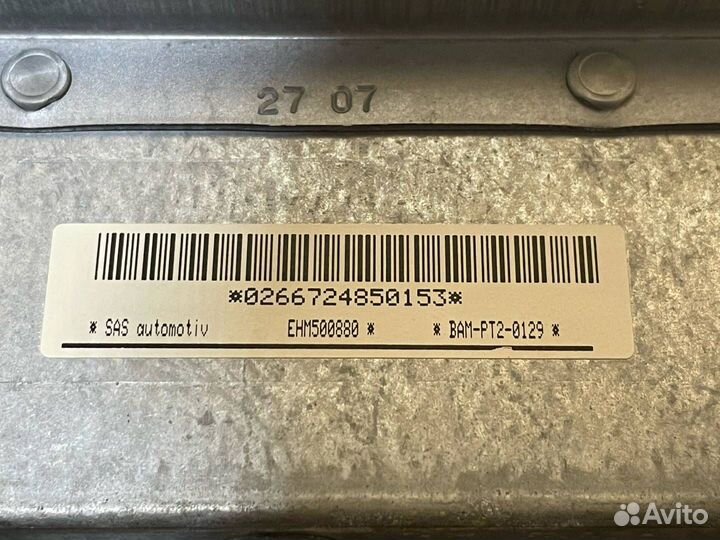 27 07
*0266724850153*
* SAS automotiv EHM500880 * * BAM-PT2-0129 *
Avito